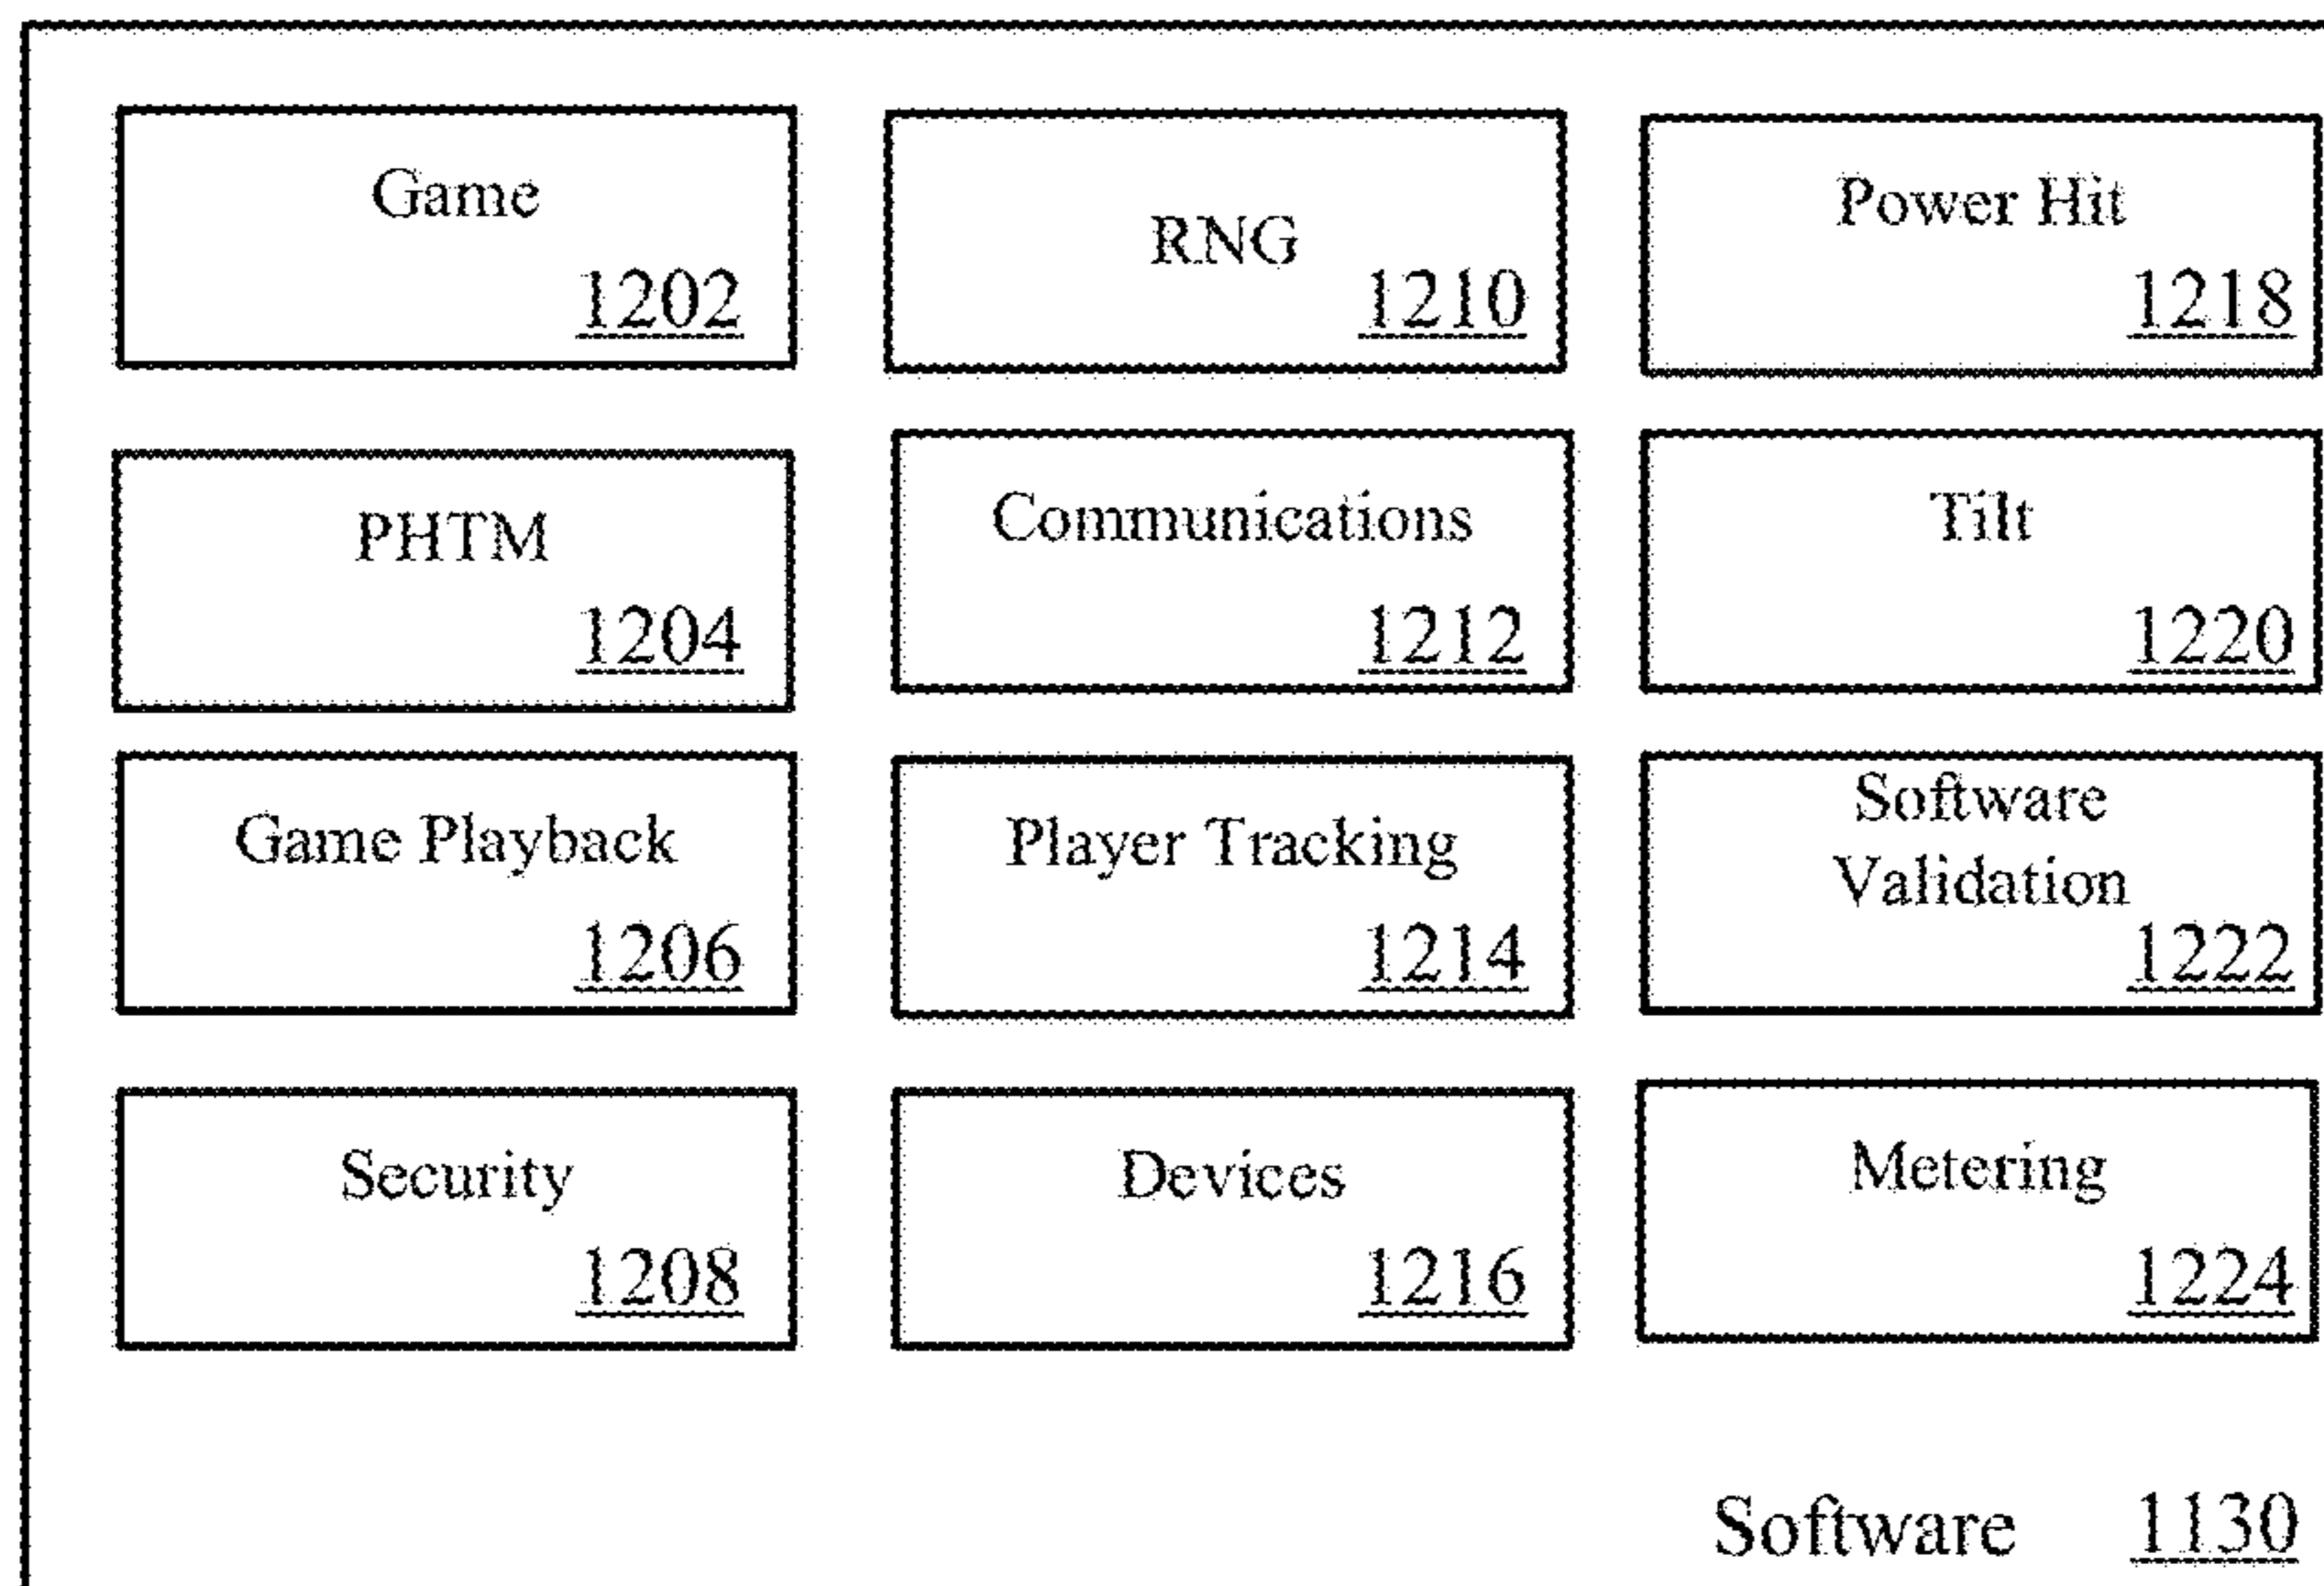 Game
1202
RNG
1210
Power Hit
1218
PHTM
1204
Communications
1212
Tilt
1220
Game Playback
1206
Player Tracking
1214
Software
Validation
1222
Security
1208
Devices
1216
Metering
1224
Software 1130